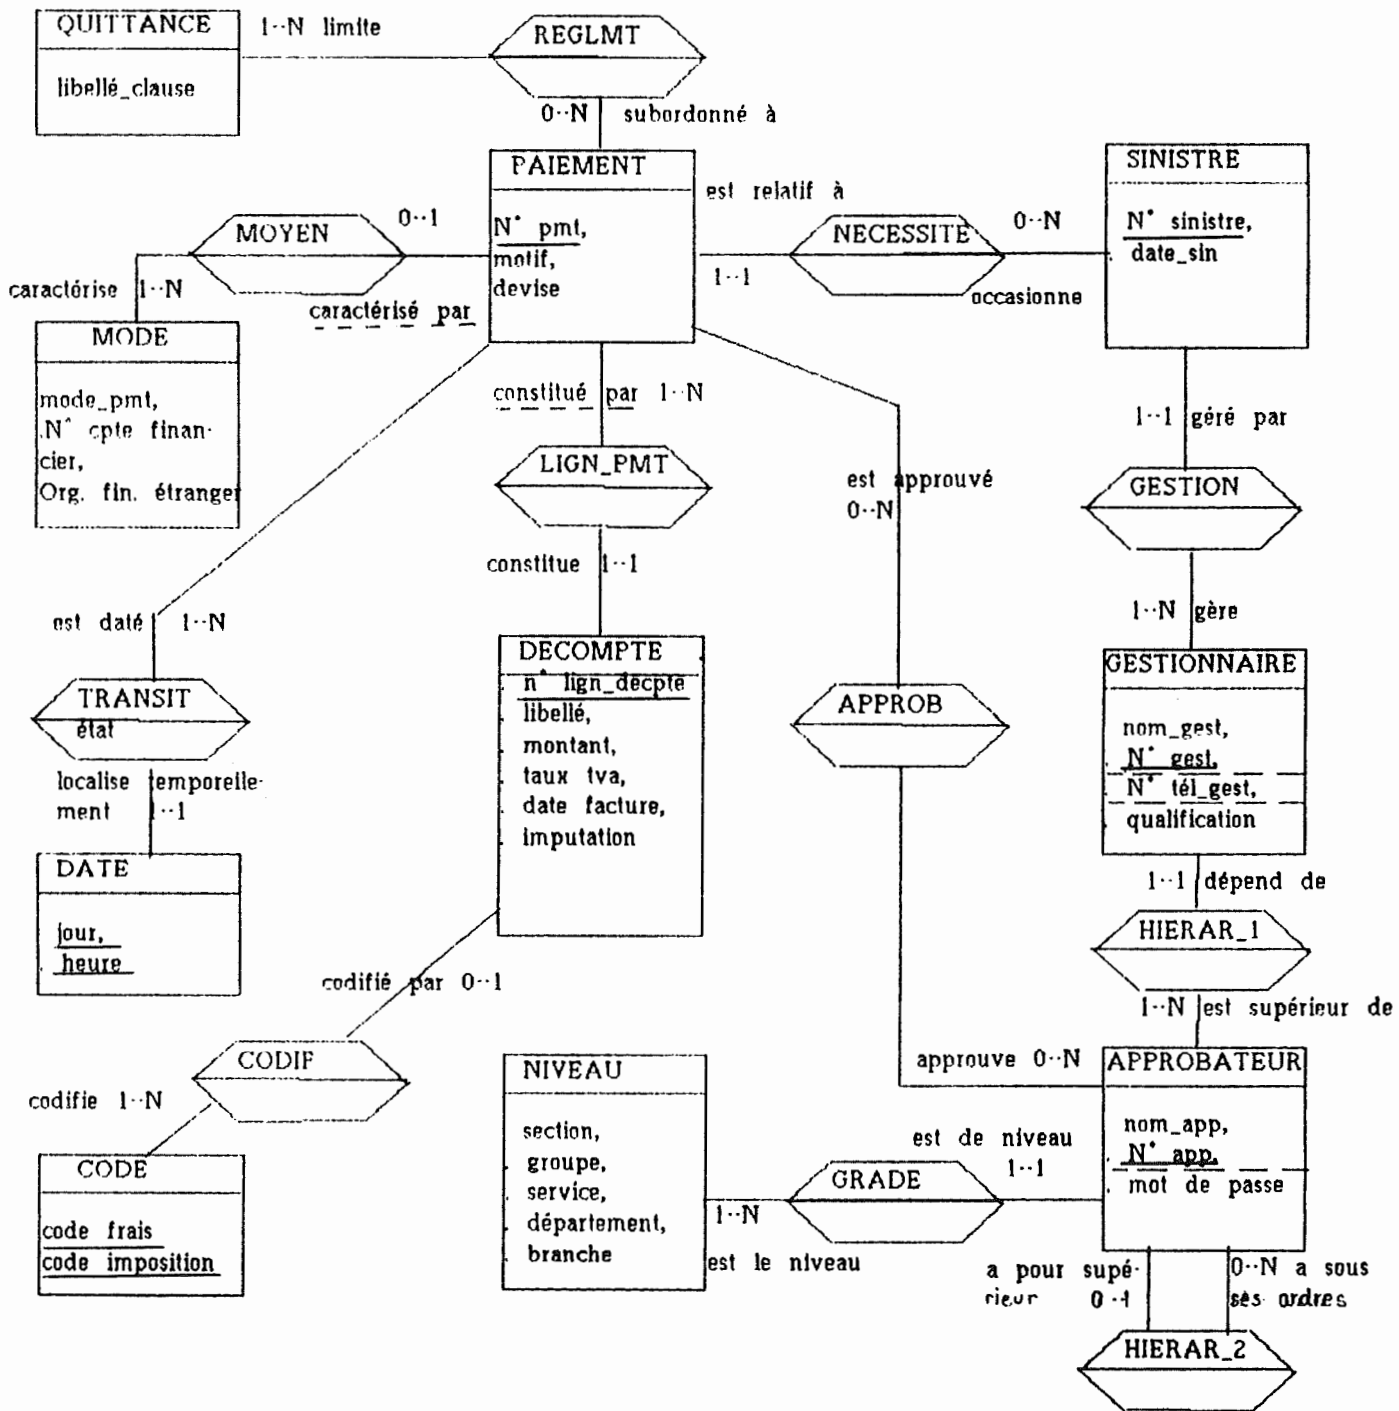 QUITTANCE
libellé_clause
1--N limite
REGLMT
0--N subordonné à
PAIEMENT
N° pmt,
motif,
devise
est relatif à
1--1
NECESSITE
0--N
occasionne
SINISTRE
N° sinistre,
date_sin
MOYEN
0--1
caractérisé par
caractérise 1--N
MODE
mode_pmt,
N° cpte finan-
cier,
Org. fin. étranger
constitué par 1--N
LIGN_PMT
constitue 1--1
est approuvé
0--N
1--1 géré par
GESTION
1--N gère
est daté 1--N
TRANSIT
état
localise temporelle-
ment 1--1
DATE
jour,
heure
DECOMPTE
n° lign_décpte
libellé,
montant,
taux tva,
date facture,
imputation
APPROB
GESTIONNAIRE
nom_gest,
N° gest,
N° tél_gest,
qualification
1--1 dépend de
HIERAR_1
1--N est supérieur de
codifié par 0--1
CODIF
codifie 1--N
CODE
code frais
code imposition
NIVEAU
section,
groupe,
service,
département,
branche
approuve 0--N
APPROBATEUR
nom_app,
N° app,
mot de passe
est de niveau
1--1
GRADE
1--N
est le niveau
a pour supé-
rieur 0--1
0--N a sous
ses ordres
HIERAR_2